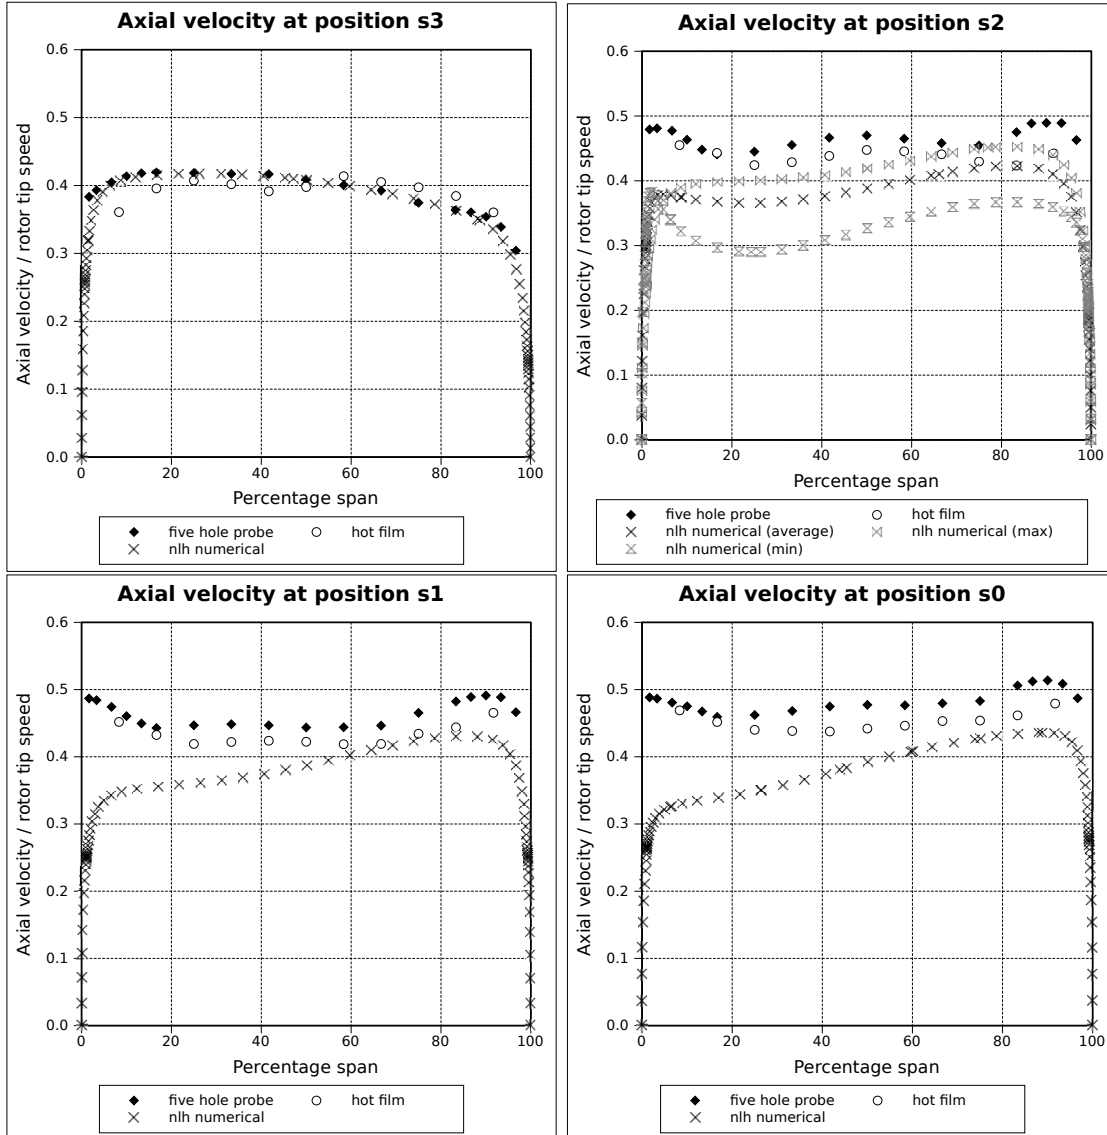 Axial velocity at position s3
0.6
0.5
0.4
0.3
0.2
0.1
0.0
Axial velocity / rotor tip speed
0 20 40 60 80 100
Percentage span
five hole probe hot film
nlh numerical
Axial velocity at position s2
0.6
0.5
0.4
0.3
0.2
0.1
0.0
Axial velocity / rotor tip speed
0 20 40 60 80 100
Percentage span
five hole probe hot film
nlh numerical (average) nlh numerical (max)
nlh numerical (min)
Axial velocity at position s1
0.6
0.5
0.4
0.3
0.2
0.1
0.0
Axial velocity / rotor tip speed
0 20 40 60 80 100
Percentage span
five hole probe hot film
nlh numerical
Axial velocity at position s0
0.6
0.5
0.4
0.3
0.2
0.1
0.0
Axial velocity / rotor tip speed
0 20 40 60 80 100
Percentage span
five hole probe hot film
nlh numerical